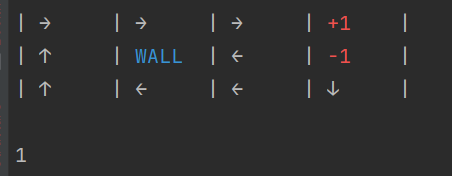 | → | → | → | +1 |
| ↑ | WALL | ← | -1 |
| ↑ | ← | ← | ↓ |
1